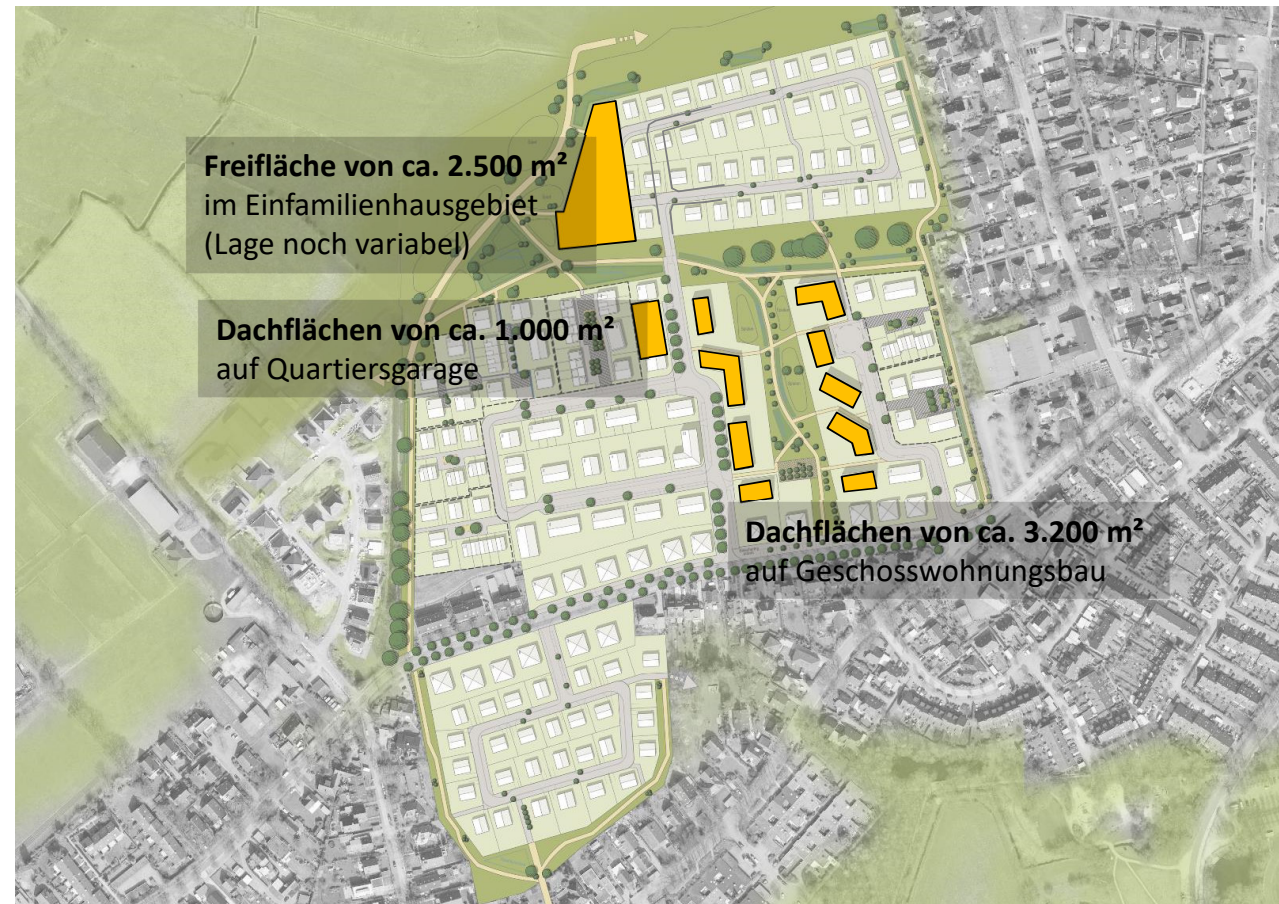 Freifläche von ca. 2.500 m²
im Einfamilienhausgebiet
(Lage noch variabel)
Dachflächen von ca. 1.000 m²
auf Quartiersgarage
Dachflächen von ca. 3.200 m²
auf Geschosswohnungsbau